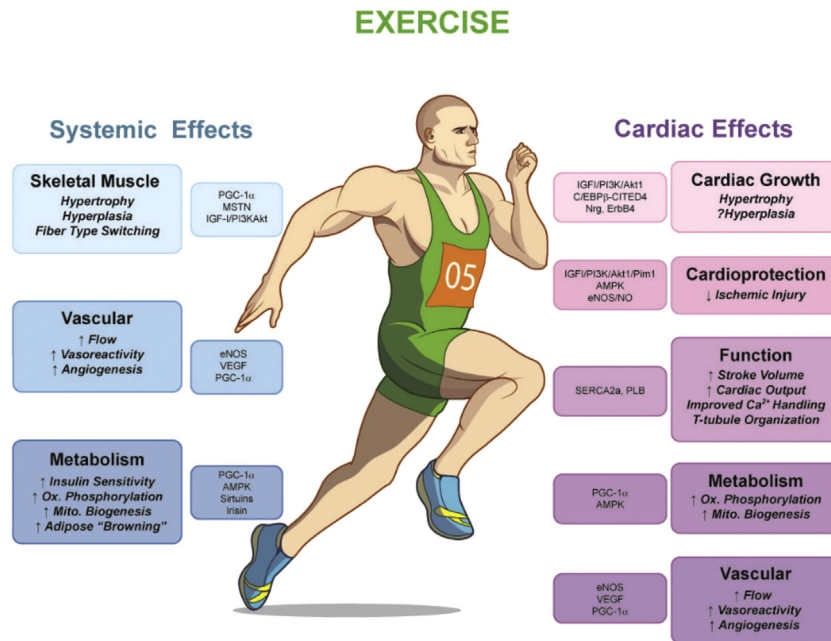 EXERCISE
Systemic Effects
Skeletal Muscle
Hypertrophy
Hyperplasia
Fiber Type Switching
PGC-1α
MSTN
IGF-I/PI3KAkt
Vascular
↑ Flow
↑ Vasoreactivity
↑ Angiogenesis
eNOS
VEGF
PGC-1α
Metabolism
↑ Insulin Sensitivity
↑ Ox. Phosphorylation
↑ Mito. Biogenesis
↑ Adipose “Browning”
PGC-1α
AMPK
Sirtuins
Irisin
05
Cardiac Effects
IGFI/PI3K/Akt1
C/EBPβ-CITED4
Nrg, ErbB4
Cardiac Growth
Hypertrophy
?Hyperplasia
IGFI/PI3K/Akt1/Pim1
AMPK
eNOS/NO
Cardioprotection
↓ Ischemic Injury
SERCA2a, PLB
Function
↑ Stroke Volume
↑ Cardiac Output
Improved Ca²⁺ Handling
T-tubule Organization
PGC-1α
AMPK
Metabolism
↑ Ox. Phosphorylation
↑ Mito. Biogenesis
eNOS
VEGF
PGC-1α
Vascular
↑ Flow
↑ Vasoreactivity
↑ Angiogenesis